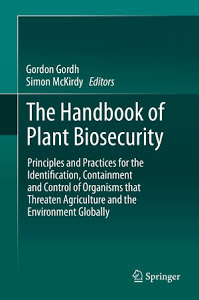 Gordon Gordh
Simon McKirdy Editors
The Handbook of
Plant Biosecurity
Principles and Practices for the
Identification, Containment
and Control of Organisms that
Threaten Agriculture and the
Environment Globally
Springer